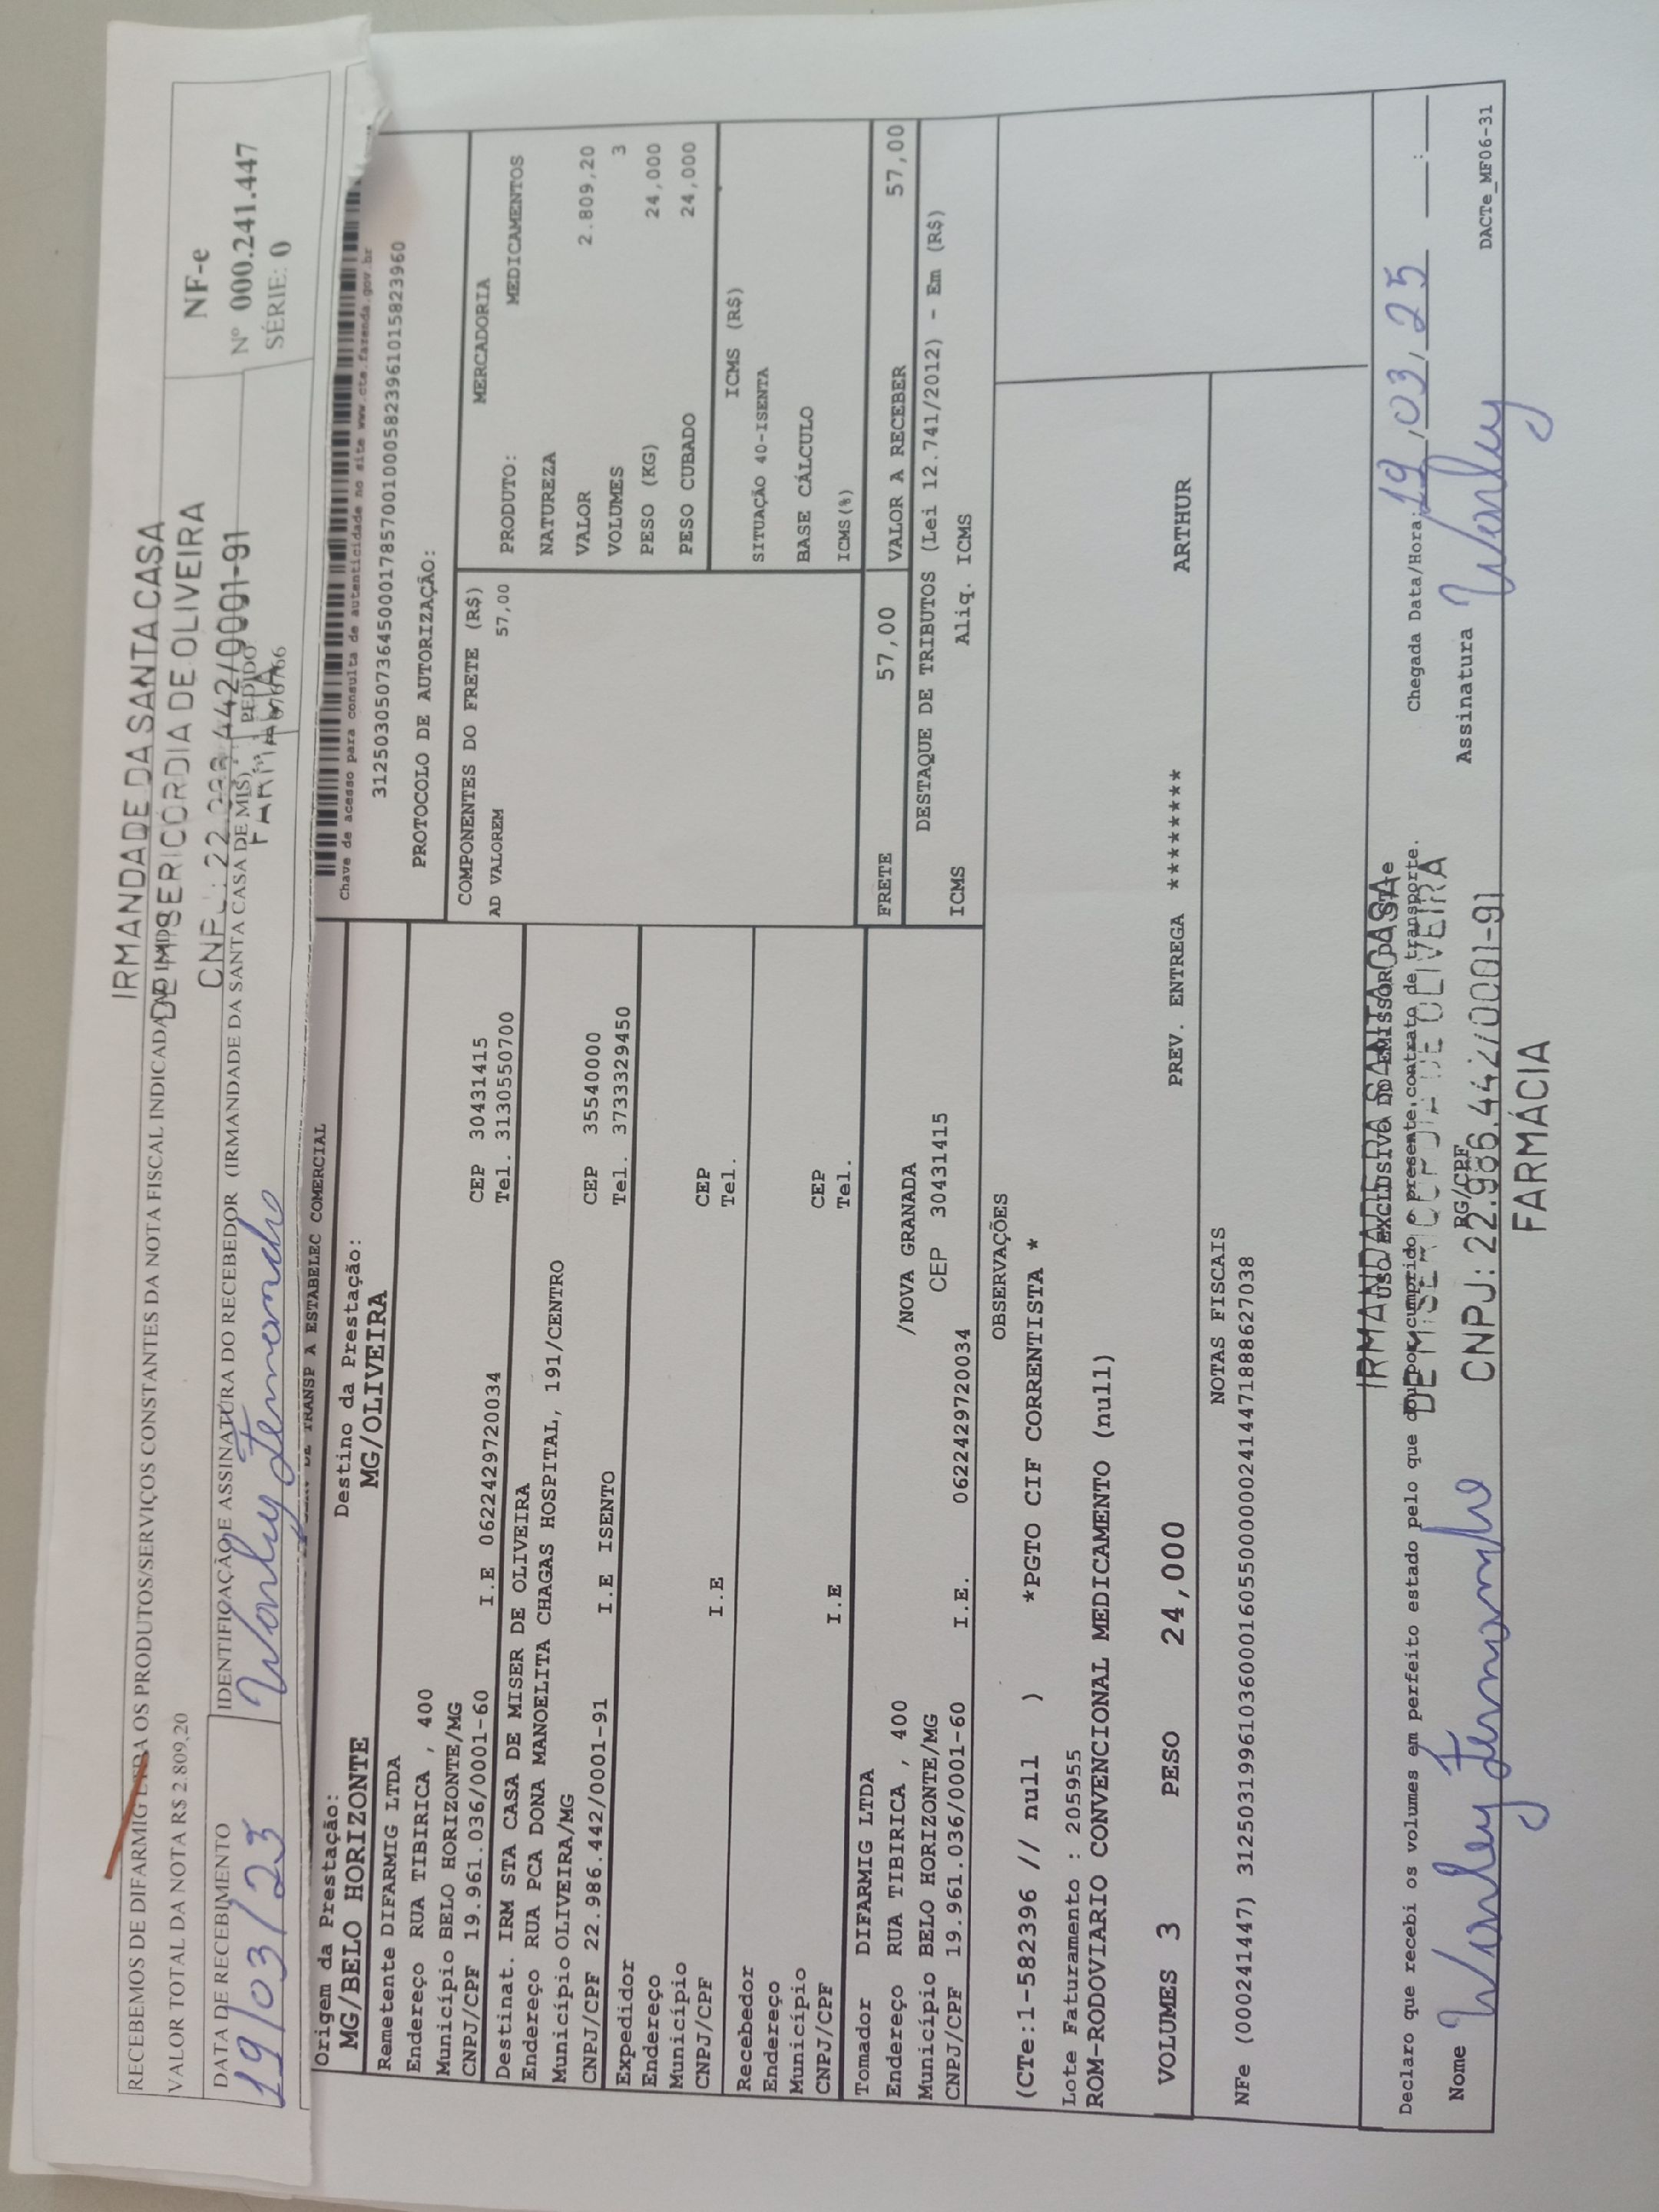 IRMANDADE DA SANTA CASA
DE MISERICÓRDIA DE OLIVEIRA
CNPJ: 22. 442/0001-91
FARMÁCIA
RECEBEMOS DE DIFARMIG LTDA OS PRODUTOS/SERVIÇOS CONSTANTES DA NOTA FISCAL INDICADA
VALOR TOTAL DA NOTA R$ 2.809,20
DATA DE RECEBIMENTO
19/03/25
IDENTIFICAÇÃO E ASSINATURA DO RECEBEDOR (IRMANDADE DA SANTA CASA DE MIS)
PEDIDO
NF-e
Nº 000.241.447
SÉRIE: 0
DE TRANSP A ESTABELEC COMERCIAL
Chave de acesso para consulta de autenticidade no site www.cte.fazenda.gov.br
31250305073645000178570010005823961015823960
PROTOCOLO DE AUTORIZAÇÃO:
Origem da Prestação:
MG/BELO HORIZONTE
Destino da Prestação:
MG/OLIVEIRA
Remetente DIFARMIG LTDA
Endereço RUA TIBIRICA , 400
Município BELO HORIZONTE/MG CEP 30431415
CNPJ/CPF 19.961.036/0001-60 I.E 0622429720034 Tel. 3130550700
Destinat. IRM STA CASA DE MISER DE OLIVEIRA
Endereço RUA PCA DONA MANOELITA CHAGAS HOSPITAL, 191/CENTRO
Município OLIVEIRA/MG CEP 35540000
CNPJ/CPF 22.986.442/0001-91 I.E ISENTO Tel. 3733329450
Expedidor
Endereço
Município CEP
CNPJ/CPF I.E Tel.
Recebedor
Endereço
Município CEP
CNPJ/CPF I.E Tel.
Tomador DIFARMIG LTDA
Endereço RUA TIBIRICA , 400 /NOVA GRANADA
Município BELO HORIZONTE/MG CEP 30431415
CNPJ/CPF 19.961.036/0001-60 I.E. 0622429720034
COMPONENTES DO FRETE (R$)
AD VALOREM 57,00
MERCADORIA
PRODUTO: MEDICAMENTOS
NATUREZA
VALOR 2.809,20
VOLUMES 3
PESO (KG) 24,000
PESO CUBADO 24,000
ICMS (R$)
SITUAÇÃO 40-ISENTA
BASE CÁLCULO
ICMS(%)
FRETE 57,00 VALOR A RECEBER 57,00
DESTAQUE DE TRIBUTOS (Lei 12.741/2012) - Em (R$)
ICMS Aliq. ICMS
OBSERVAÇÕES
(CTe:1-582396 // null ) *PGTO CIF CORRENTISTA *
Lote Faturamento : 205955
ROM-RODOVIARIO CONVENCIONAL MEDICAMENTO (null)
VOLUMES 3 PESO 24,000 PREV. ENTREGA ******** ARTHUR
NOTAS FISCAIS
NFe (000241447) 31250319961036000160550000002414471888627038
USO EXCLUSIVO DO EMISSOR DO CT-e
Declaro que recebi os volumes em perfeito estado pelo que dou por cumprido o presente contrato de transporte.
Chegada Data/Hora: 19/03/25 ___:___
Nome Wanley Fernandes RG/CPF Assinatura Wanley
IRMANDADE DA SANTA CASA
DE MISERICÓRDIA DE OLIVEIRA
CNPJ: 22.986.442/0001-91
FARMÁCIA
DACTe_MF06-31